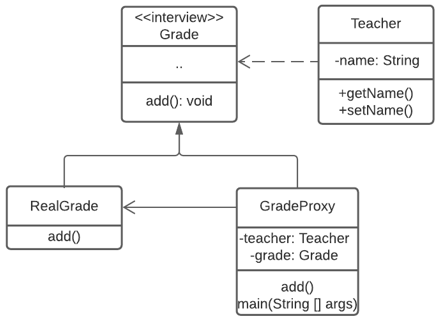 <<interview>>
Grade
..
add(): void
Teacher
-name: String
+getName()
+setName()
RealGrade
add()
GradeProxy
-teacher: Teacher
-grade: Grade
add()
main(String [] args)